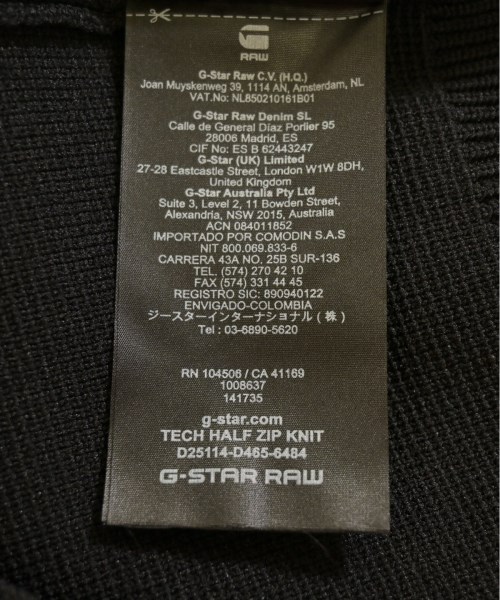 RAW
G-Star Raw C.V. (H.Q.)
Joan Muyskenweg 39, 1114 AN, Amsterdam, NL
VAT.No: NL850210161B01
G-Star Raw Denim SL
Calle de General Díaz Porlier 95
28006 Madrid, ES
CIF No: ES B 62443247
G-Star (UK) Limited
27-28 Eastcastle Street, London W1W 8DH,
United Kingdom
G-Star Australia Pty Ltd
Suite 3, Level 2, 11 Bowden Street,
Alexandria, NSW 2015, Australia
ACN 084011852
IMPORTADO POR COMODIN S.A.S
NIT 800.069.833-6
CARRERA 43A NO. 25B SUR-136
TEL. (574) 270 42 10
FAX (574) 331 44 45
REGISTRO SIC: 890940122
ENVIGADO-COLOMBIA
ジースターインターナショナル(株)
Tel : 03-6890-5620
RN 104506 / CA 41169
1008637
141735
g-star.com
TECH HALF ZIP KNIT
D25114-D465-6484
G-STAR RAW